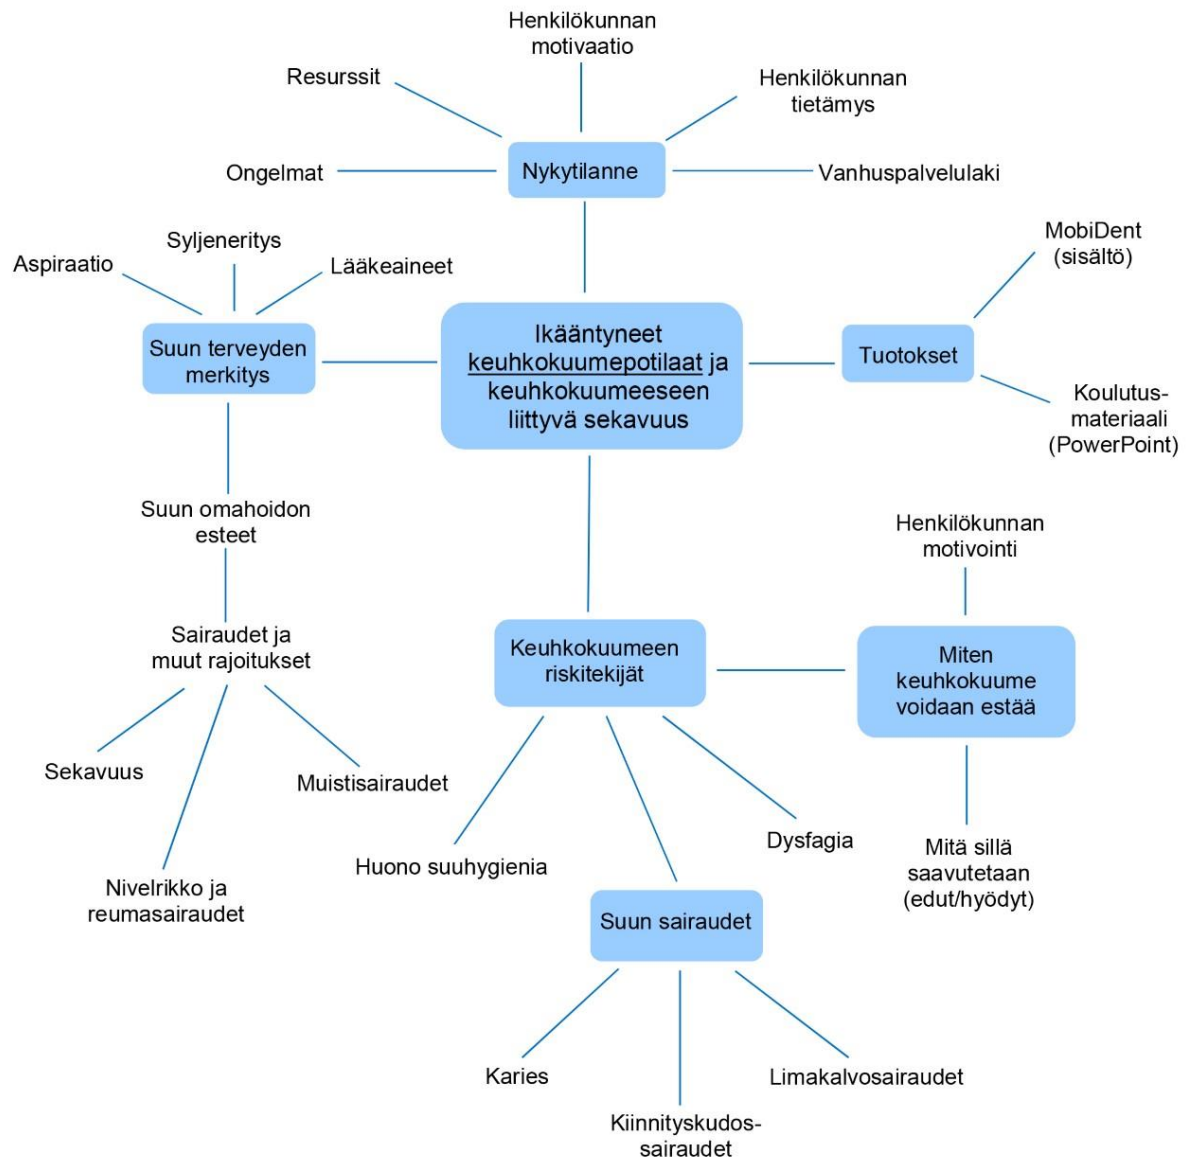 Henkilökunnan
motivaatio
Resurssit
Henkilökunnan
tietämys
Ongelmat
Nykytilanne
Vanhuspalvelulaki
Aspiraatio
Syljeneritys
Lääkeaineet
MobiDent
(sisältö)
Suun terveyden
merkitys
Ikääntyneet
keuhkokuumepotilaat ja
keuhkokuumeeseen
liittyvä sekavuus
Tuotokset
Koulutus-
materiaali
(PowerPoint)
Suun omahoidon
esteet
Henkilökunnan
motivointi
Sairaudet ja
muut rajoitukset
Keuhkokuumeen
riskitekijät
Miten
keuhkokuume
voidaan estää
Sekavuus
Muistisairaudet
Nivelrikko ja
reumasairaudet
Huono suuhygienia
Dysfagia
Mitä sillä
saavutetaan
(edut/hyödyt)
Suun sairaudet
Karies
Kiinnityskudos-
sairaudet
Limakalvosairaudet